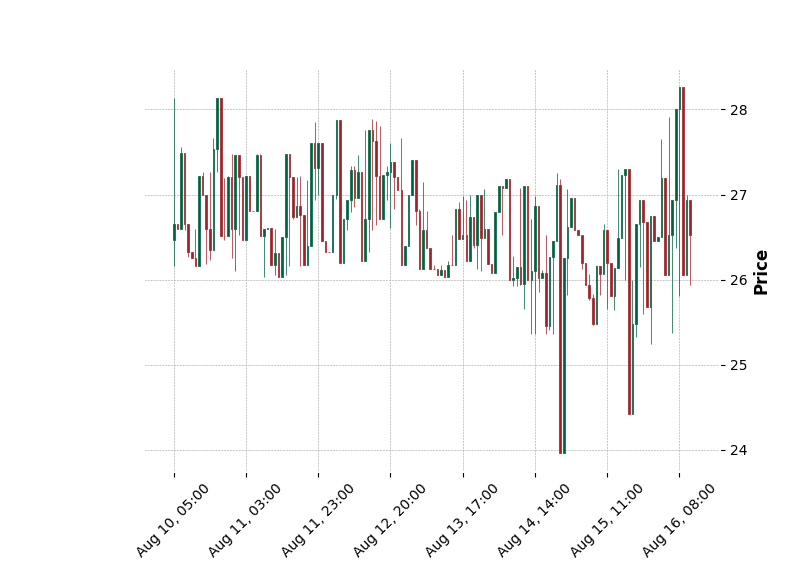 28
27
26
25
24
Price
Aug 10, 05:00
Aug 11, 03:00
Aug 11, 23:00
Aug 12, 20:00
Aug 13, 17:00
Aug 14, 14:00
Aug 15, 11:00
Aug 16, 08:00